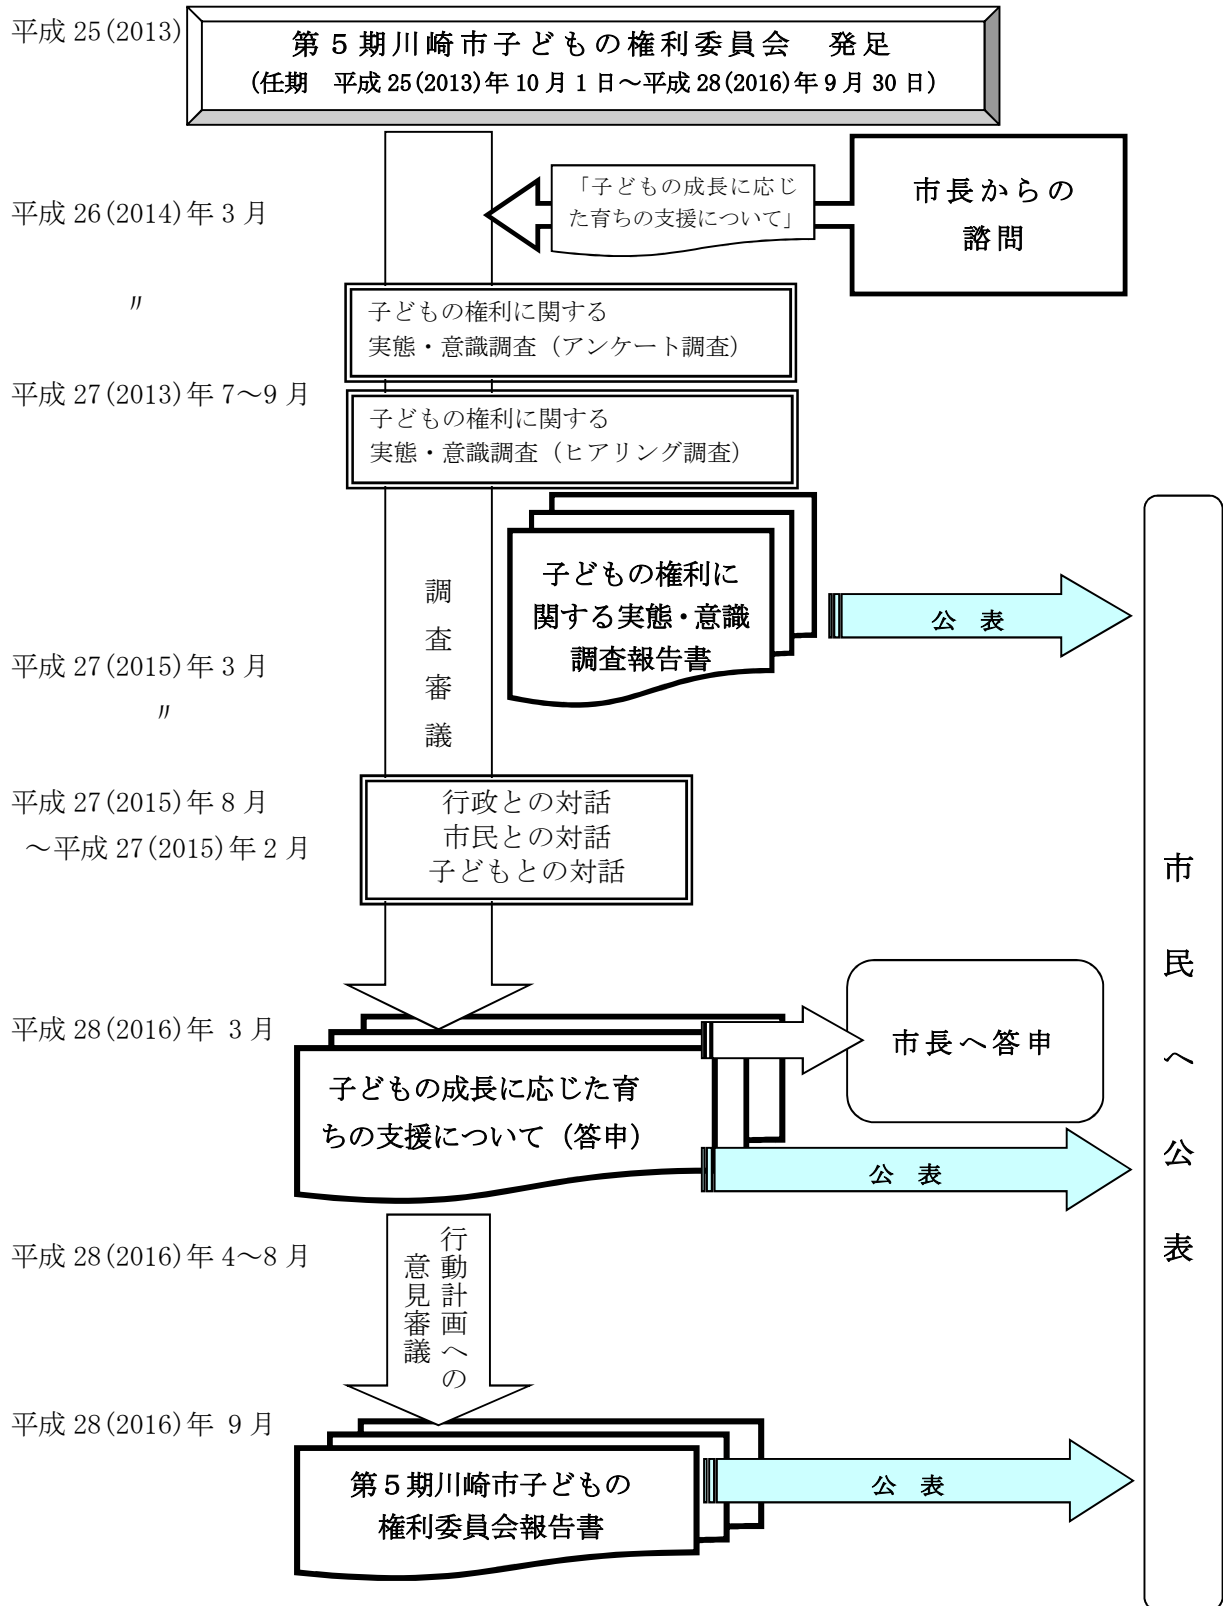 平成 25(2013)
第5期川崎市子どもの権利委員会　発足
(任期　平成 25(2013)年 10 月 1 日～平成 28(2016)年 9 月 30 日)
平成 26(2014)年 3 月
「子どもの成長に応じ
た育ちの支援について」
市長からの
諮問
〃
子どもの権利に関する
実態・意識調査（アンケート調査）
平成 27(2013)年 7～9 月
子どもの権利に関する
実態・意識調査（ヒアリング調査）
調査審議
子どもの権利に
関する実態・意識
調査報告書
公　表
平成 27(2015)年 3 月
〃
平成 27(2015)年 8 月
～平成 27(2015)年 2 月
行政との対話
市民との対話
子どもとの対話
市民へ公表
平成 28(2016)年 3 月
子どもの成長に応じた育
ちの支援について（答申）
市長へ答申
公　表
平成 28(2016)年 4～8 月
行動計画への
意見審議
平成 28(2016)年 9 月
第5期川崎市子どもの
権利委員会報告書
公　表